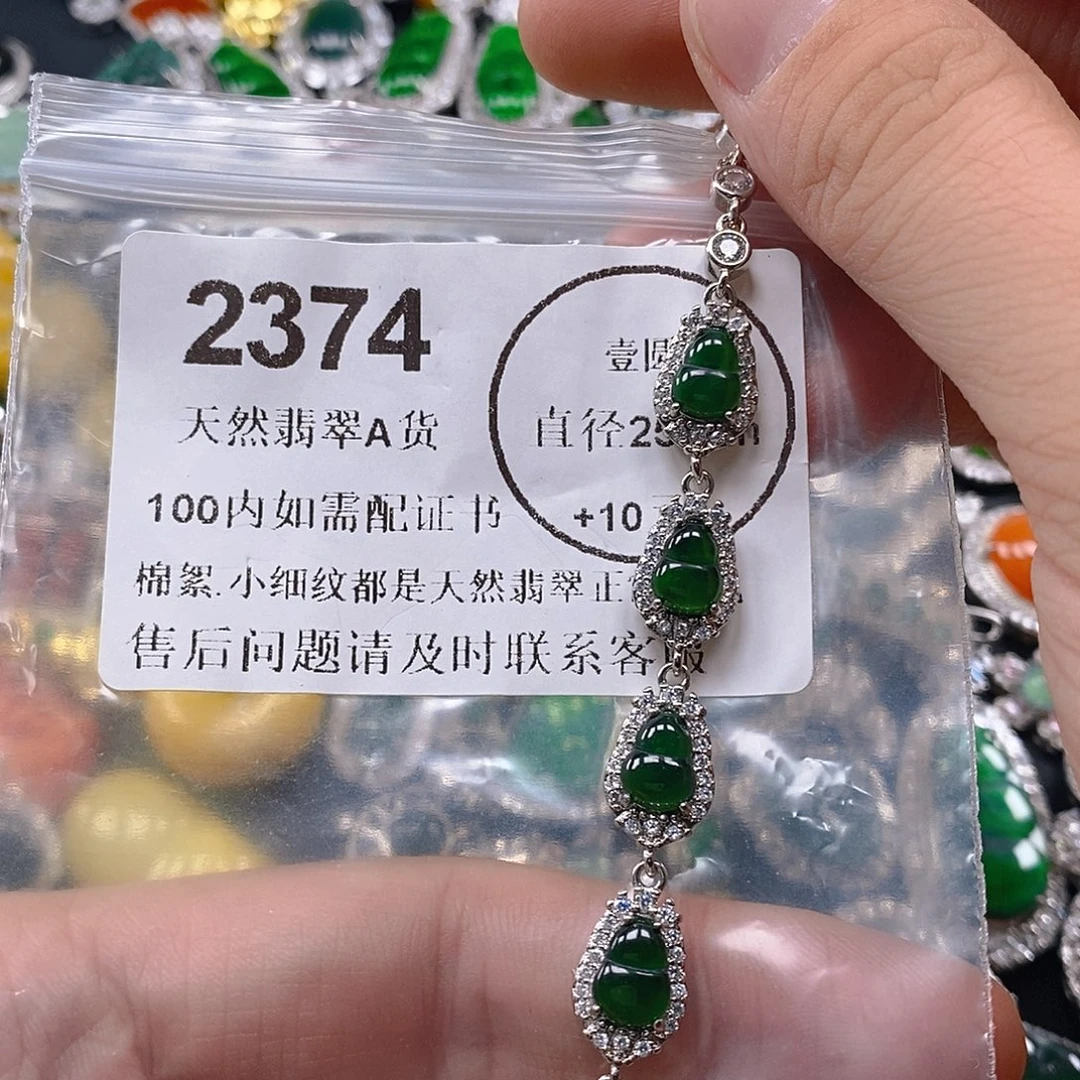 2374
天然翡翠A货
100内如需配证书
棉絮.小细纹都是天然翡翠正
售后问题请及时联系客服
壹圆
直径25
+10